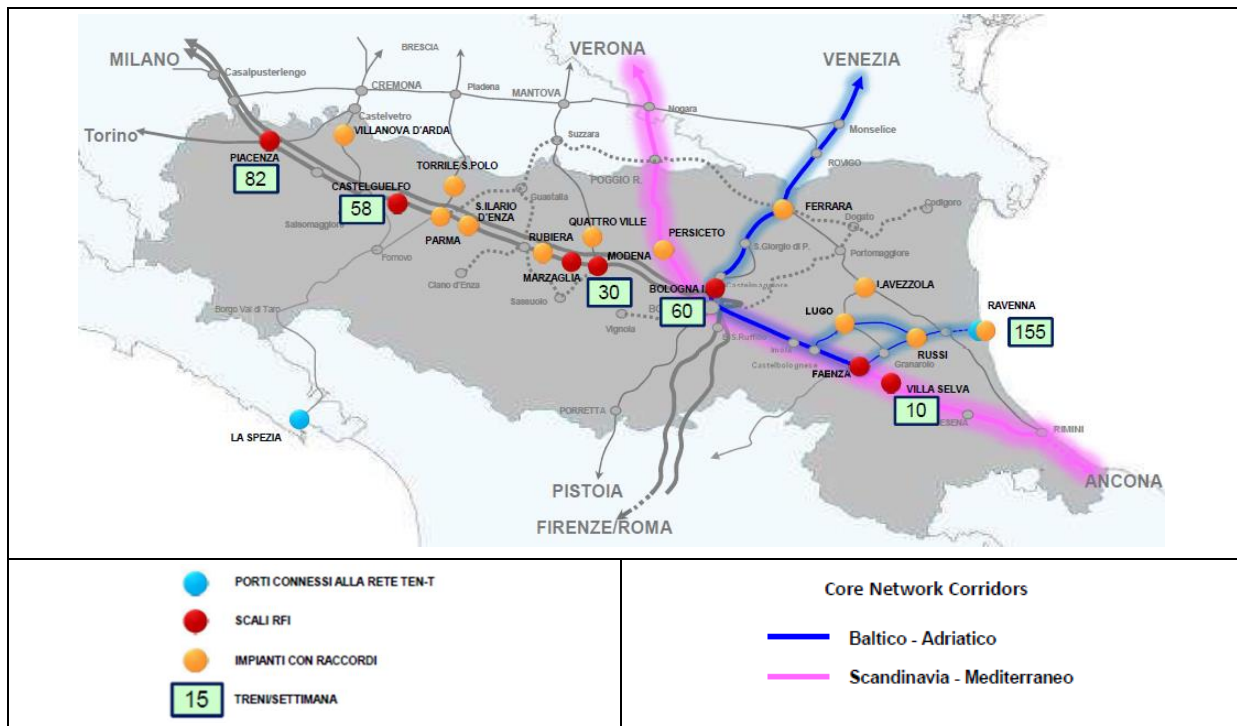 VERONA
VENEZIA
BRESCIA
MILANO
Casalpusterlengo
CREMONA
Piadena
MANTOVA
Nogara
Castelvetro
Monselice
Torino
VILLANOVA D'ARDA
Suzzara
ROVIGO
PIACENZA
TORRILE S.POLO
POGGIO R.
82
CASTELGUELFO
Guastalla
58
S.ILARIO
D'ENZA
QUATTRO VILLE
FERRARA
Codigoro
Dogato
Salsomaggiore
PARMA
RUBIERA
PERSICETO
S.Giorgio di P.
Portomaggiore
Fornovo
MODENA
MARZAGLIA
Ciano d'Enza
Sassuolo
30
BOLOGNA I.
Castelmaggiore
LAVEZZOLA
60
RAVENNA
155
Borgo Val di Taro
Vignola
LUGO
B.S.Ruffillo
Imola
RUSSI
Castelbolognese
Granarolo
FAENZA
VILLA SELVA
PORRETTA
10
ESENA
LA SPEZIA
RIMINI
ANCONA
PISTOIA
FIRENZE/ROMA
PORTI CONNESSI ALLA RETE TEN-T
SCALI RFI
IMPIANTI CON RACCORDI
15
TRENI/SETTIMANA
Core Network Corridors
Baltico - Adriatico
Scandinavia - Mediterraneo